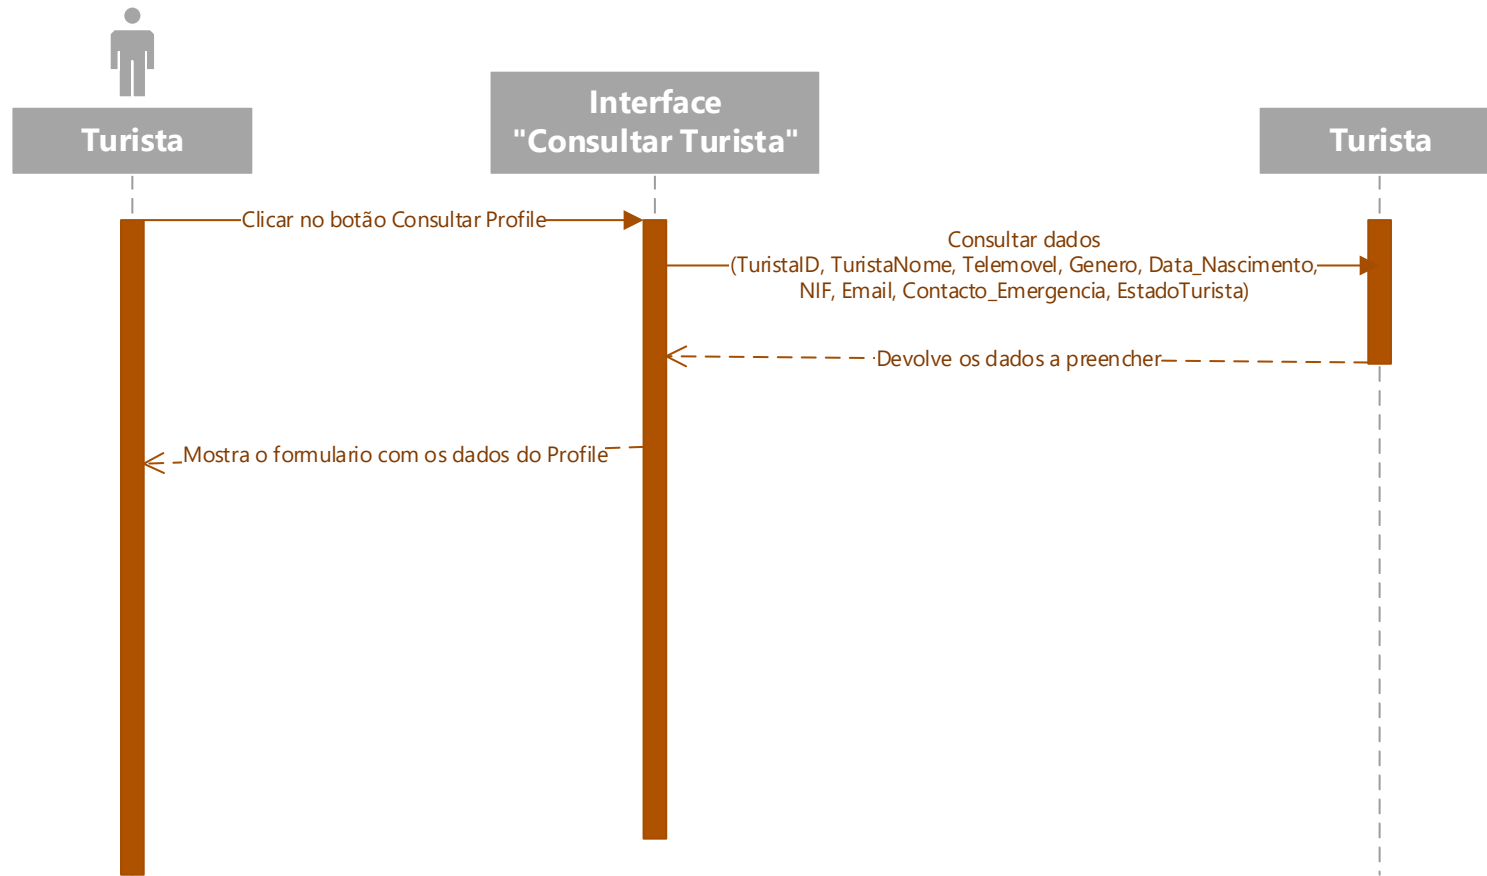 Turista
Interface
"Consultar Turista"
Turista
Clicar no botão Consultar Profile
Consultar dados
(TuristaID, TuristaNome, Telemovel, Genero, Data_Nascimento,
NIF, Email, Contacto_Emergencia, EstadoTurista)
Devolve os dados a preencher
Mostra o formulario com os dados do Profile